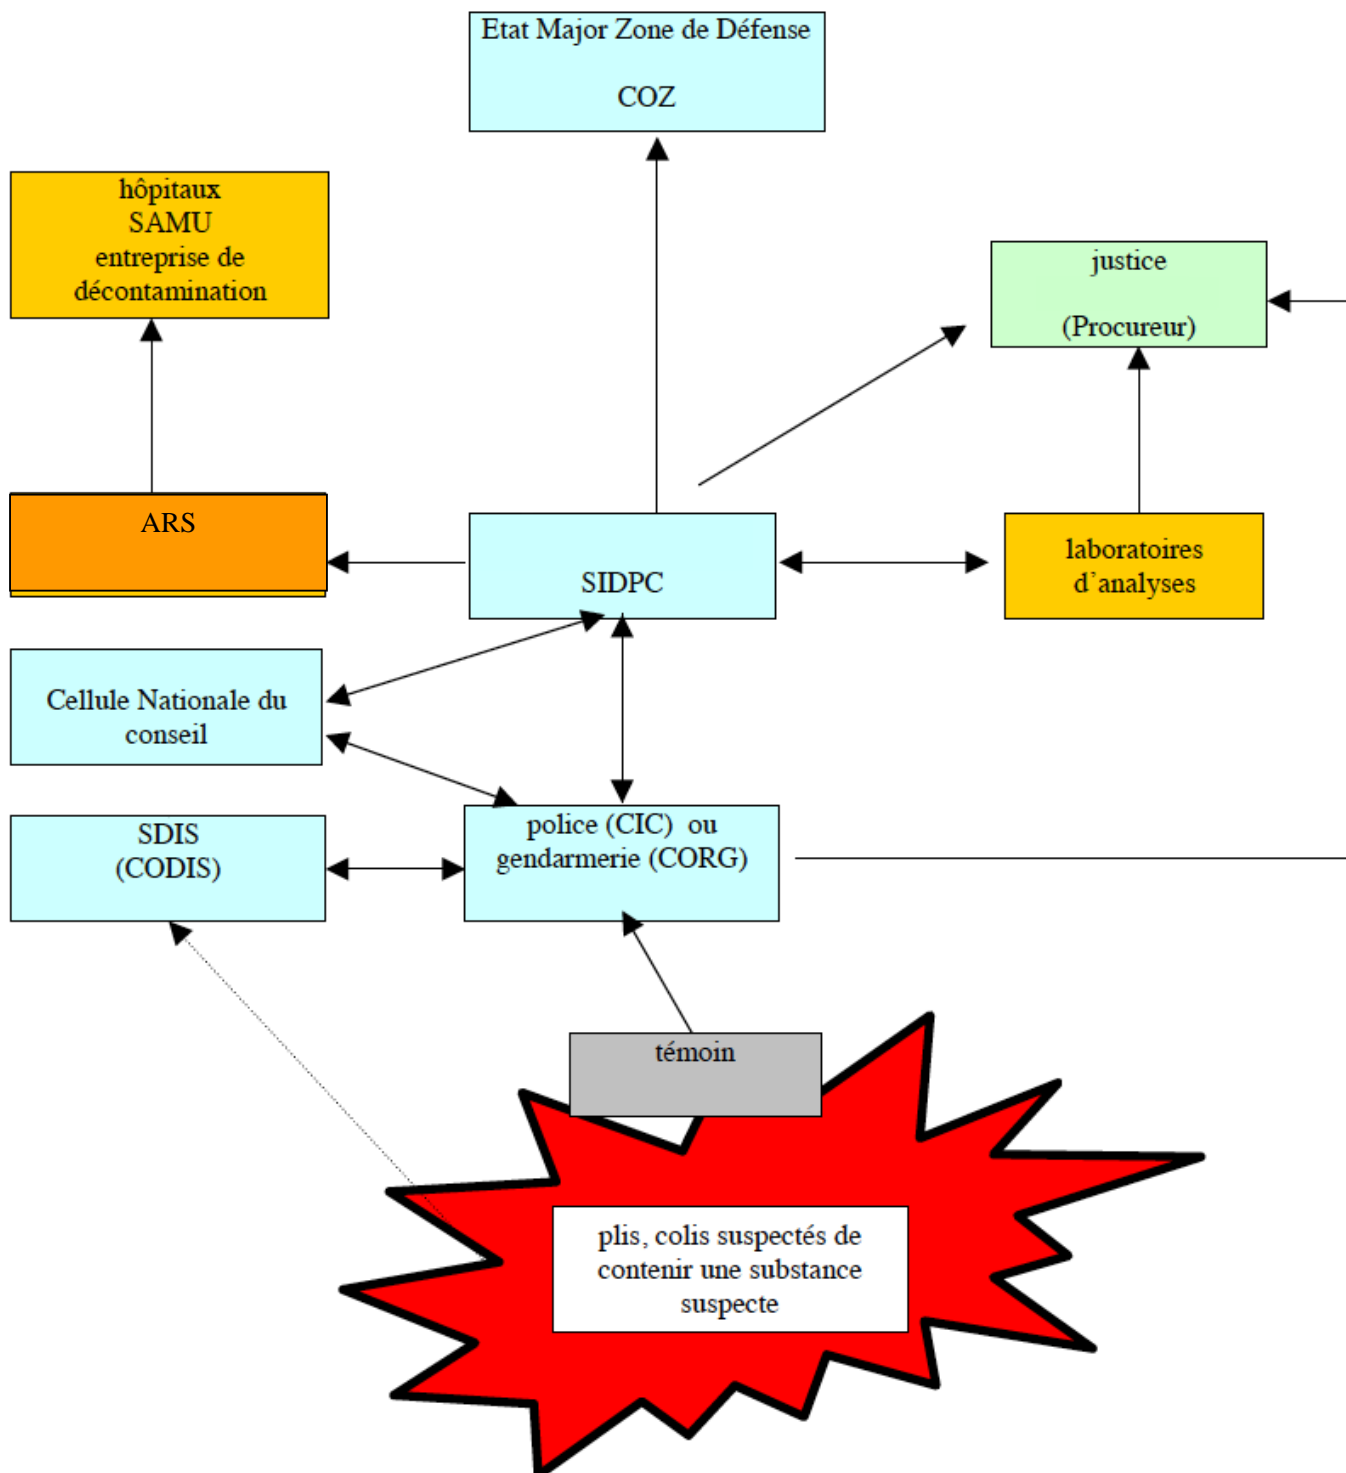 Etat Major Zone de Défense
COZ
hôpitaux
SAMU
entreprise de
décontamination
justice
(Procureur)
ARS
SIDPC
laboratoires
d’analyses
Cellule Nationale du
conseil
SDIS
(CODIS)
police (CIC) ou
gendarmerie (CORG)
témoin
plis, colis suspectés de
contenir une substance
suspecte